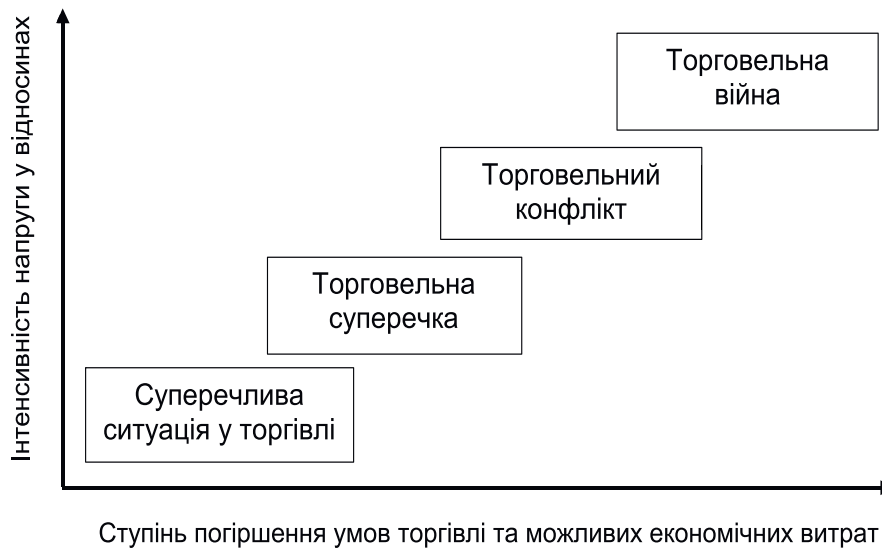 Інтенсивність напруги у відносинах
Торговельна
війна
Торговельний
конфлікт
Торговельна
суперечка
Суперечлива
ситуація у торгівлі
Ступінь погіршення умов торгівлі та можливих економічних витрат